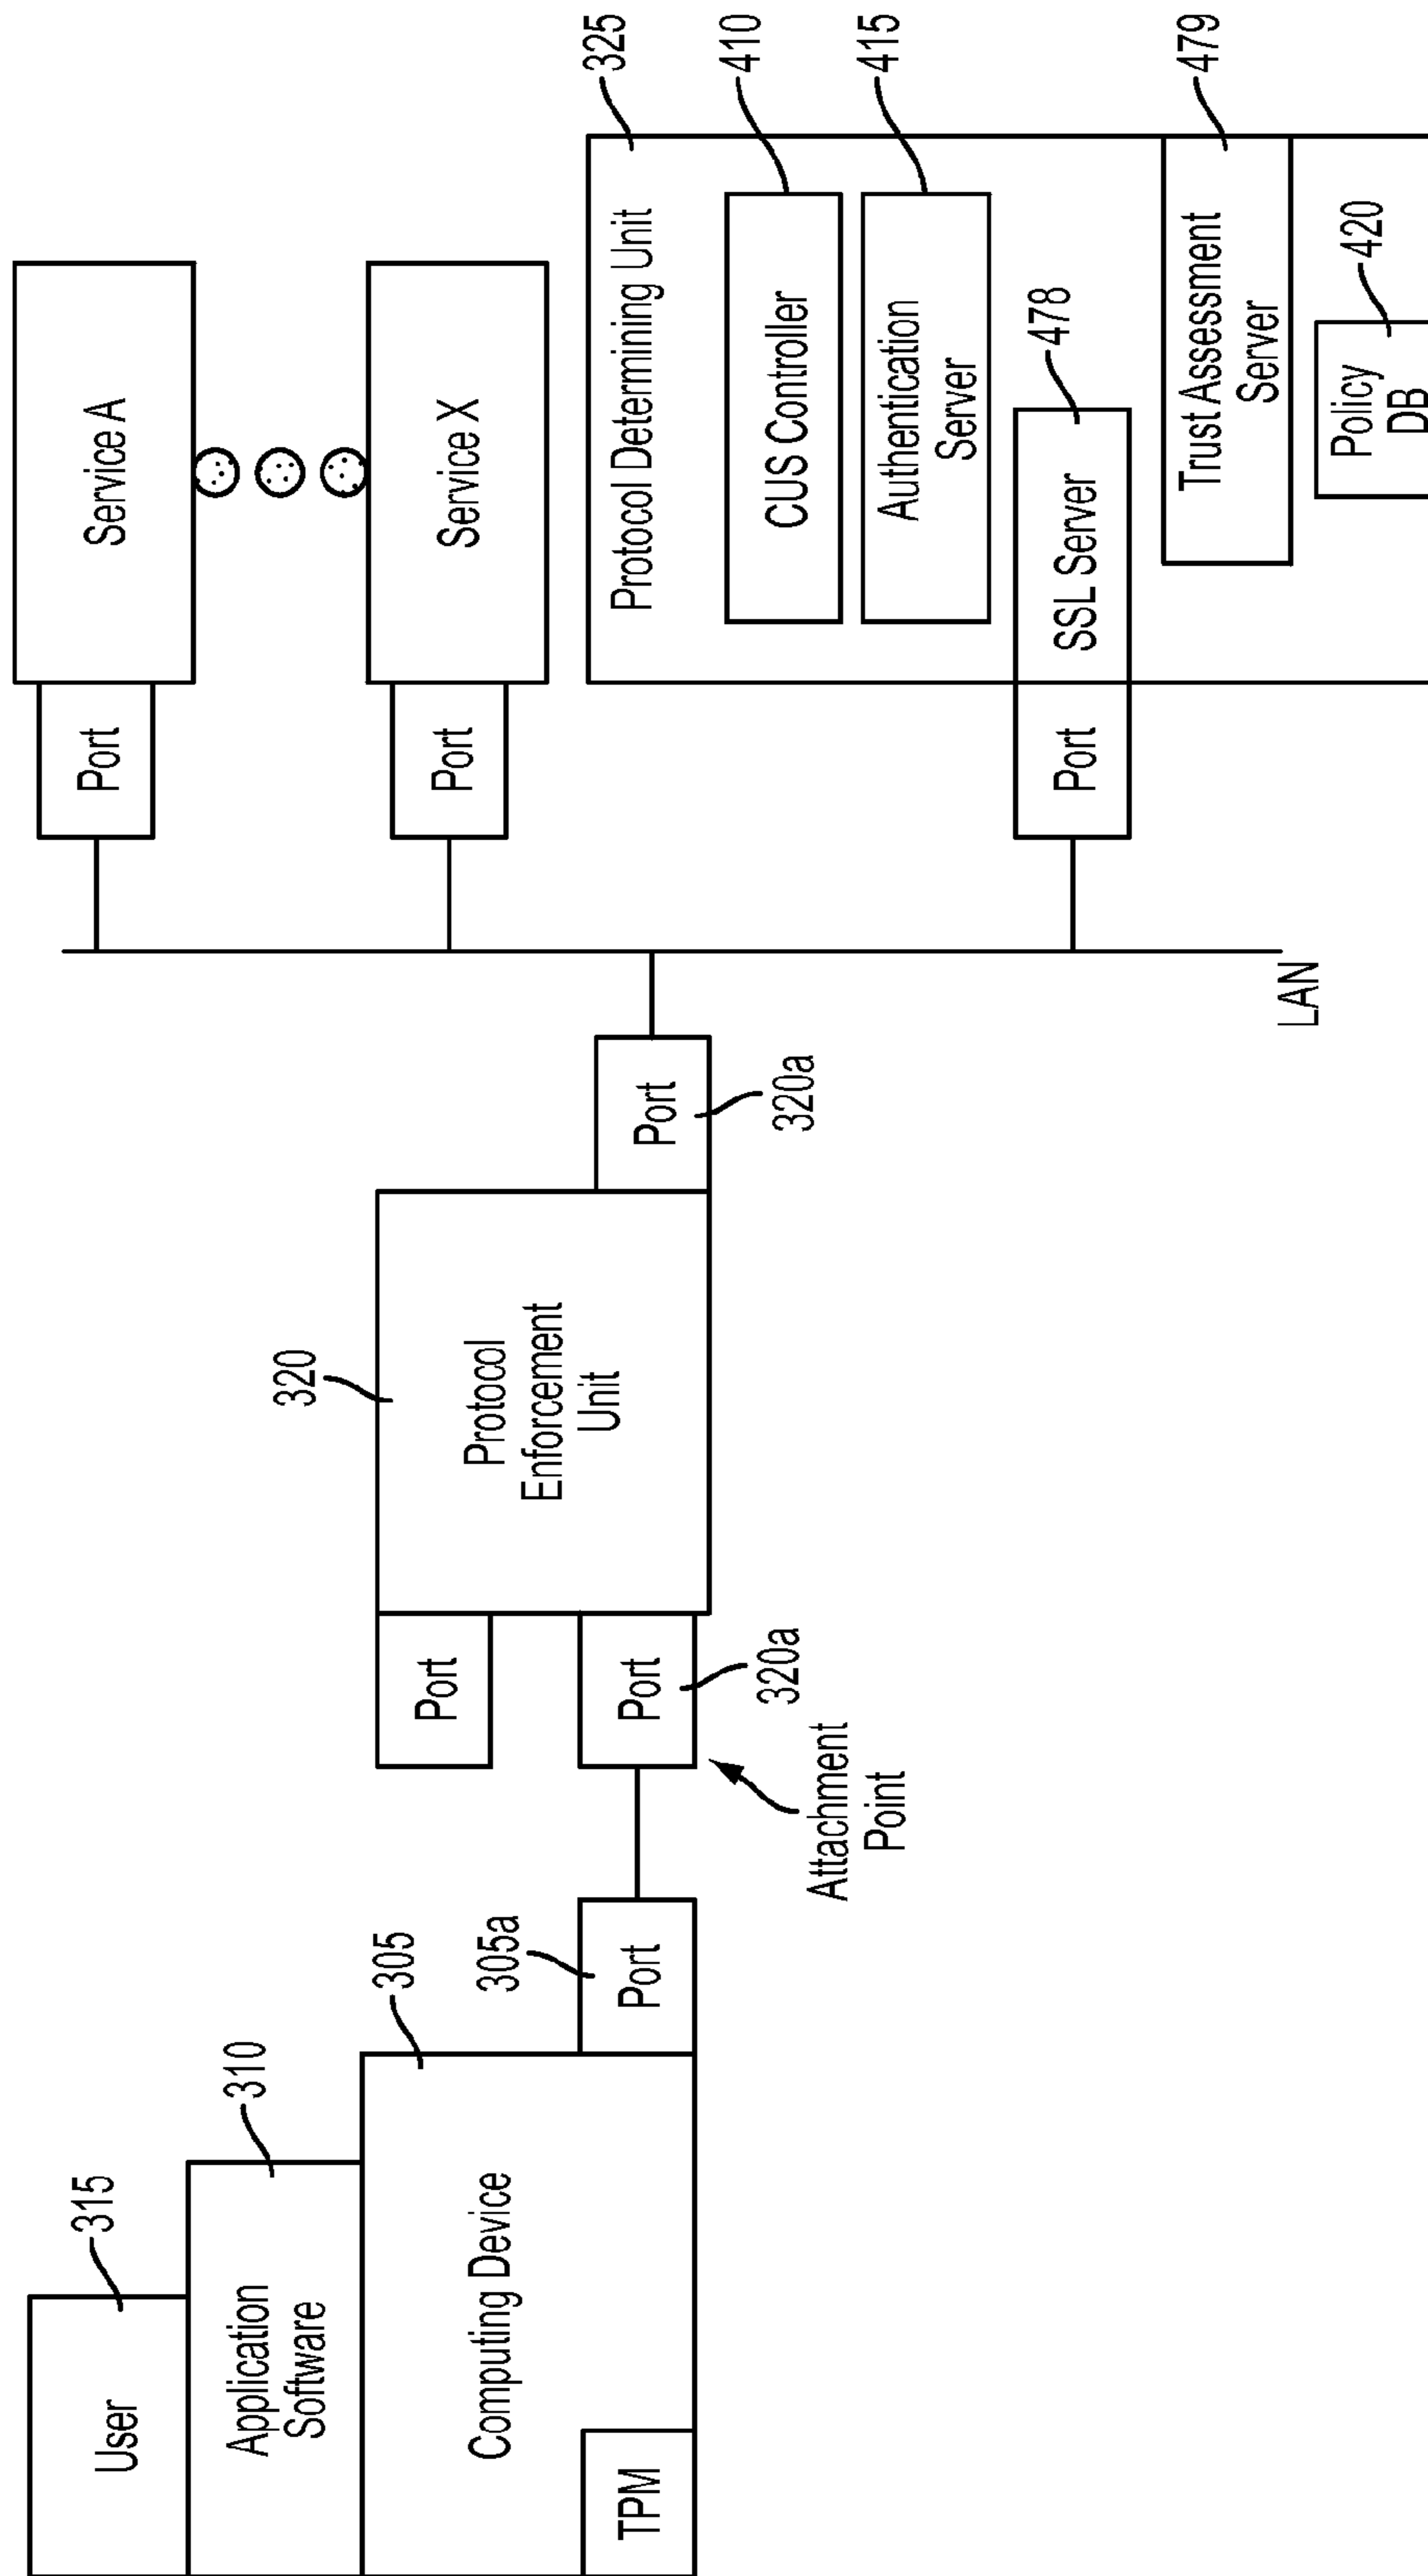 User
315
Application
Software
310
Computing Device
305
TPM
Port
305a
Attachment
Point
Port
Port
320a
320
Protocol
Enforcement
Unit
Port
320a
LAN
Port
Service A
Port
Service X
Protocol Determining Unit
325
CUS Controller
410
Authentication
Server
415
Port
SSL Server
478
Trust Assessment
Server
479
Policy
DB
420